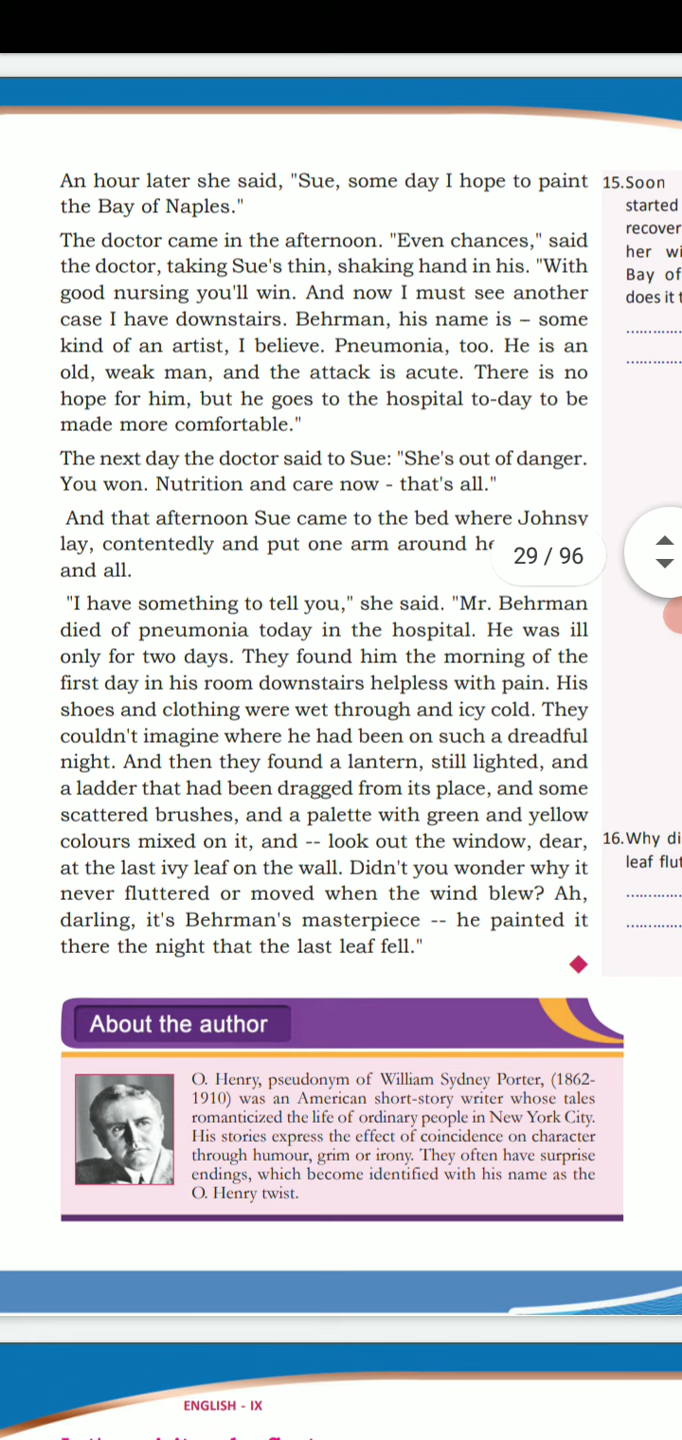 An hour later she said, "Sue, some day I hope to paint
the Bay of Naples."
The doctor came in the afternoon. "Even chances," said
the doctor, taking Sue's thin, shaking hand in his. "With
good nursing you'll win. And now I must see another
case I have downstairs. Behrman, his name is – some
kind of an artist, I believe. Pneumonia, too. He is an
old, weak man, and the attack is acute. There is no
hope for him, but he goes to the hospital to-day to be
made more comfortable."
The next day the doctor said to Sue: "She's out of danger.
You won. Nutrition and care now - that's all."
And that afternoon Sue came to the bed where Johnsy
lay, contentedly and put one arm around
and all.
"I have something to tell you," she said. "Mr. Behrman
died of pneumonia today in the hospital. He was ill
only for two days. They found him the morning of the
first day in his room downstairs helpless with pain. His
shoes and clothing were wet through and icy cold. They
couldn't imagine where he had been on such a dreadful
night. And then they found a lantern, still lighted, and
a ladder that had been dragged from its place, and some
scattered brushes, and a palette with green and yellow
colours mixed on it, and -- look out the window, dear,
at the last ivy leaf on the wall. Didn't you wonder why it
never fluttered or moved when the wind blew? Ah,
darling, it's Behrman's masterpiece -- he painted it
there the night that the last leaf fell."
15.Soon
started
recover
her wi
Bay of
does it t
29 / 96
16.Why di
leaf flut
About the author
O. Henry, pseudonym of William Sydney Porter, (1862-
1910) was an American short-story writer whose tales
romanticized the life of ordinary people in New York City.
His stories express the effect of coincidence on character
through humour, grim or irony. They often have surprise
endings, which become identified with his name as the
O. Henry twist.
ENGLISH - IX